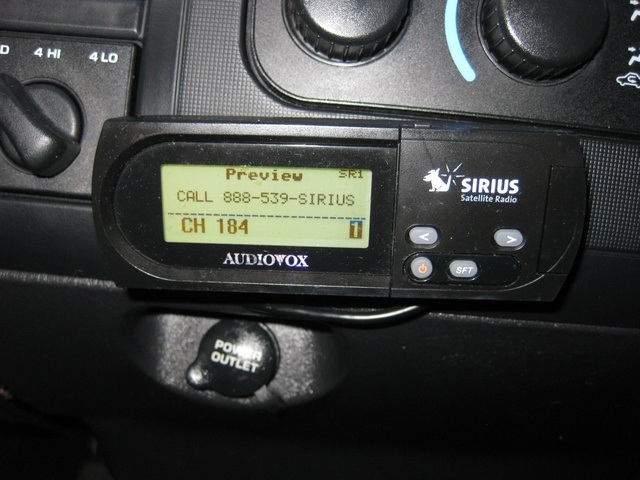 D 4 HI 4 LO
Preview SR1
CALL 888-539-SIRIUS
CH 184 1
AUDIOVOX
SIRIUS
Satellite Radio
< >
SFT
POWER
OUTLET